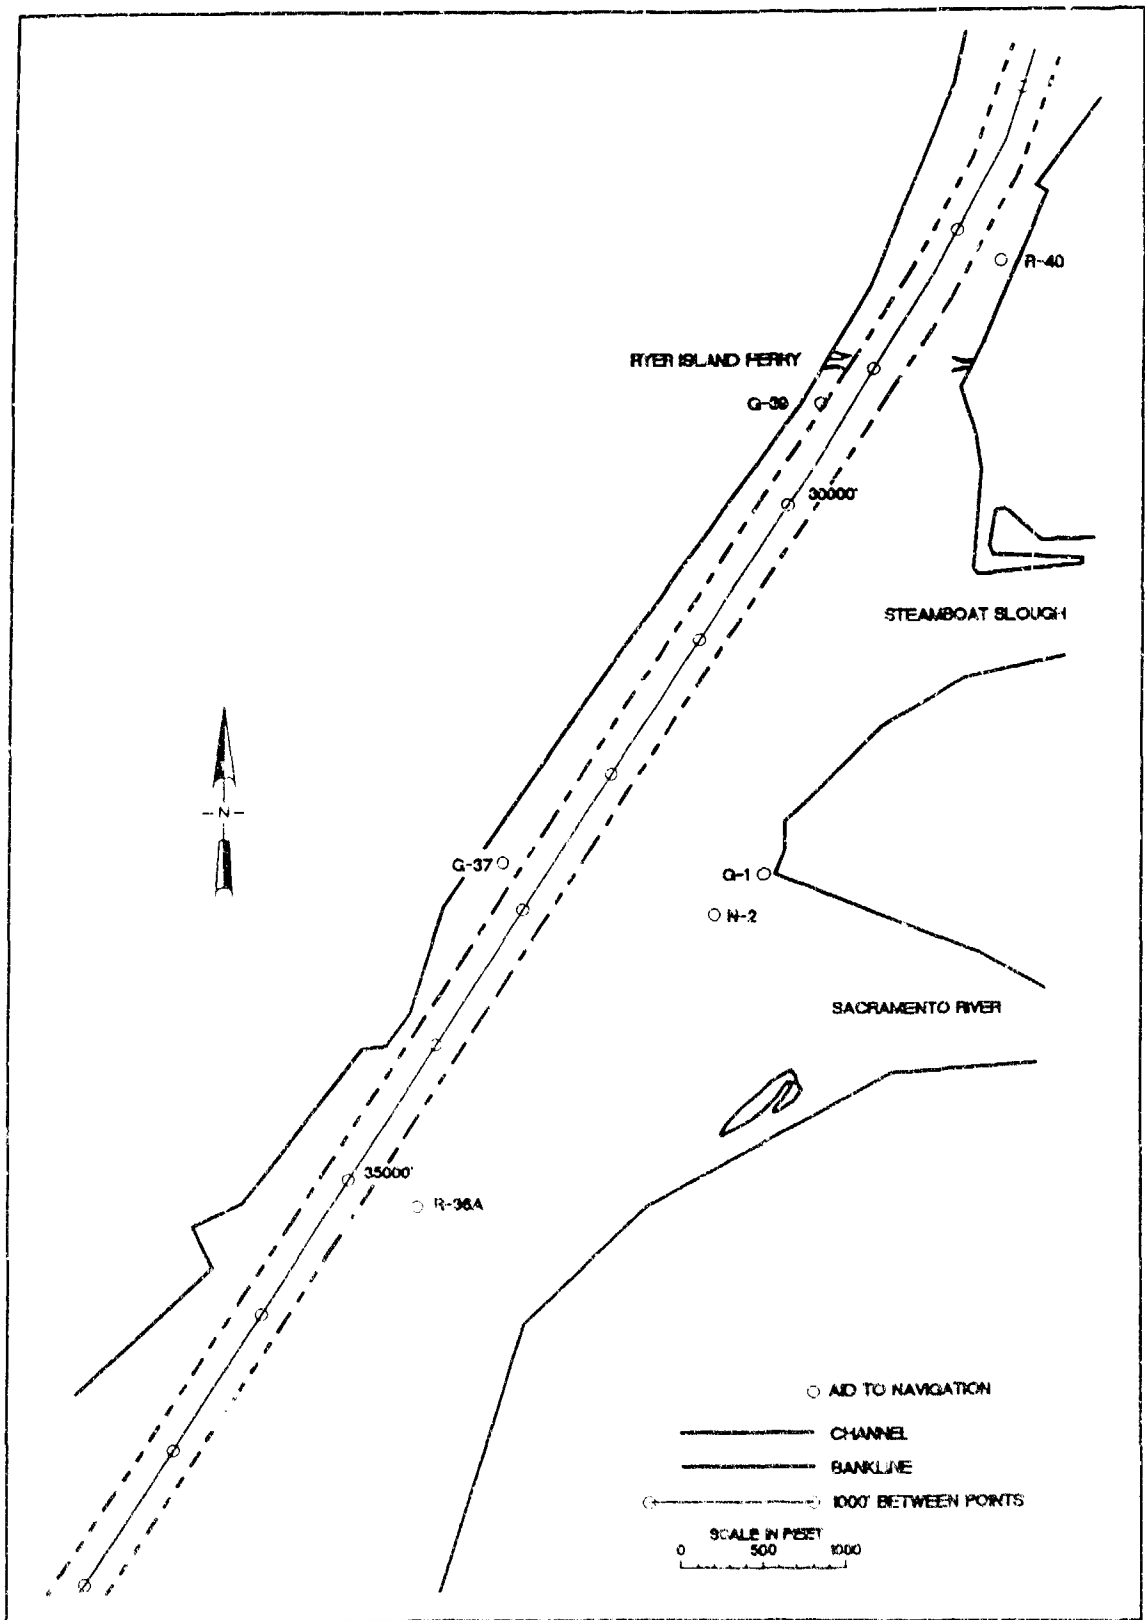 R-40
RYER ISLAND FERRY
G-39
30000'
STEAMBOAT SLOUGH
G-37
G-1
N-2
-N-
SACRAMENTO RIVER
35000'
R-36A
AID TO NAVIGATION
CHANNEL
BANKLINE
1000' BETWEEN POINTS
SCALE IN FEET
0 500 1000